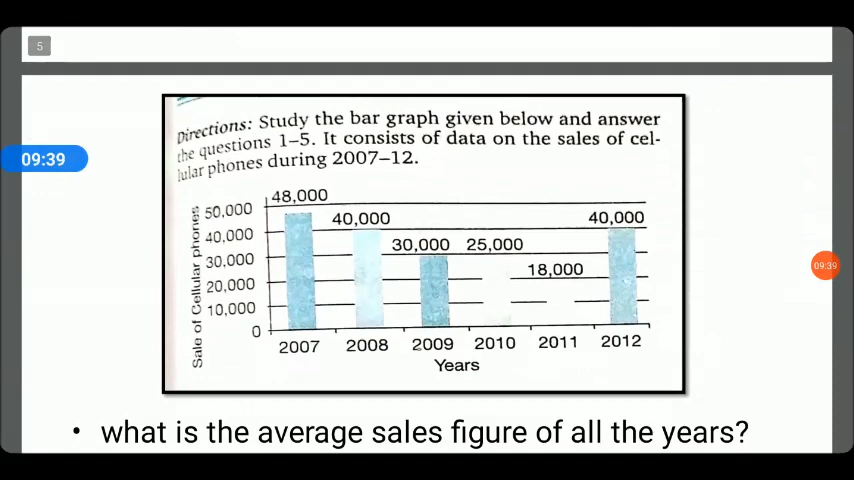 5
Directions: Study the bar graph given below and answer
the questions 1–5. It consists of data on the sales of cel-
lular phones during 2007–12.
09:39
09:39
Sale of Cellular phones
48,000
50,000
40,000
40,000
40,000
30,000
30,000 25,000
20,000
18,000
10,000
0
2007 2008 2009 2010 2011 2012
Years
• what is the average sales figure of all the years?